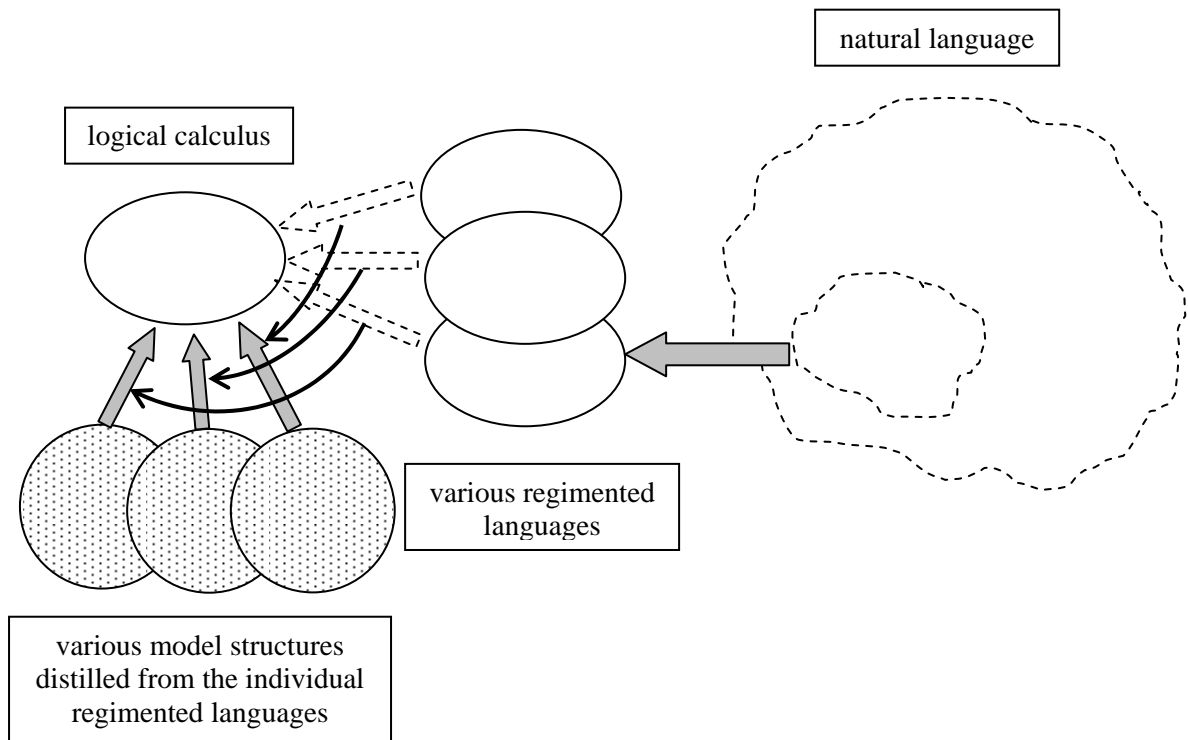 natural language
logical calculus
various regimented
languages
various model structures
distilled from the individual
regimented languages